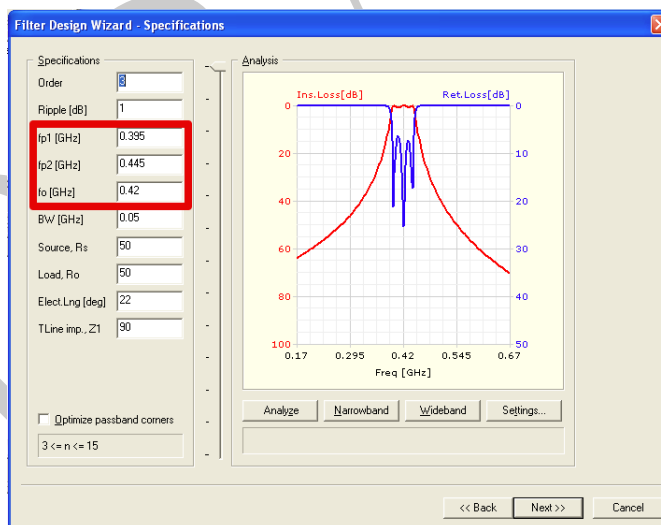 Filter Design Wizard - Specifications
Specifications
Order 3
Ripple [dB] 1
fp1 [GHz] 0.395
fp2 [GHz] 0.445
fo [GHz] 0.42
BW [GHz] 0.05
Source, Rs 50
Load, Ro 50
Elect.Lng [deg] 22
TLine imp., Z1 90
Optimize passband corners
3 <= n <= 15
Analysis
Ins.Loss[dB] Ret.Loss[dB]
0 0
20 10
40 20
60 30
80 40
100 50
0.17 0.295 0.42 0.545 0.67
Freq [GHz]
Analyze Narrowband Wideband Settings...
<< Back Next >> Cancel